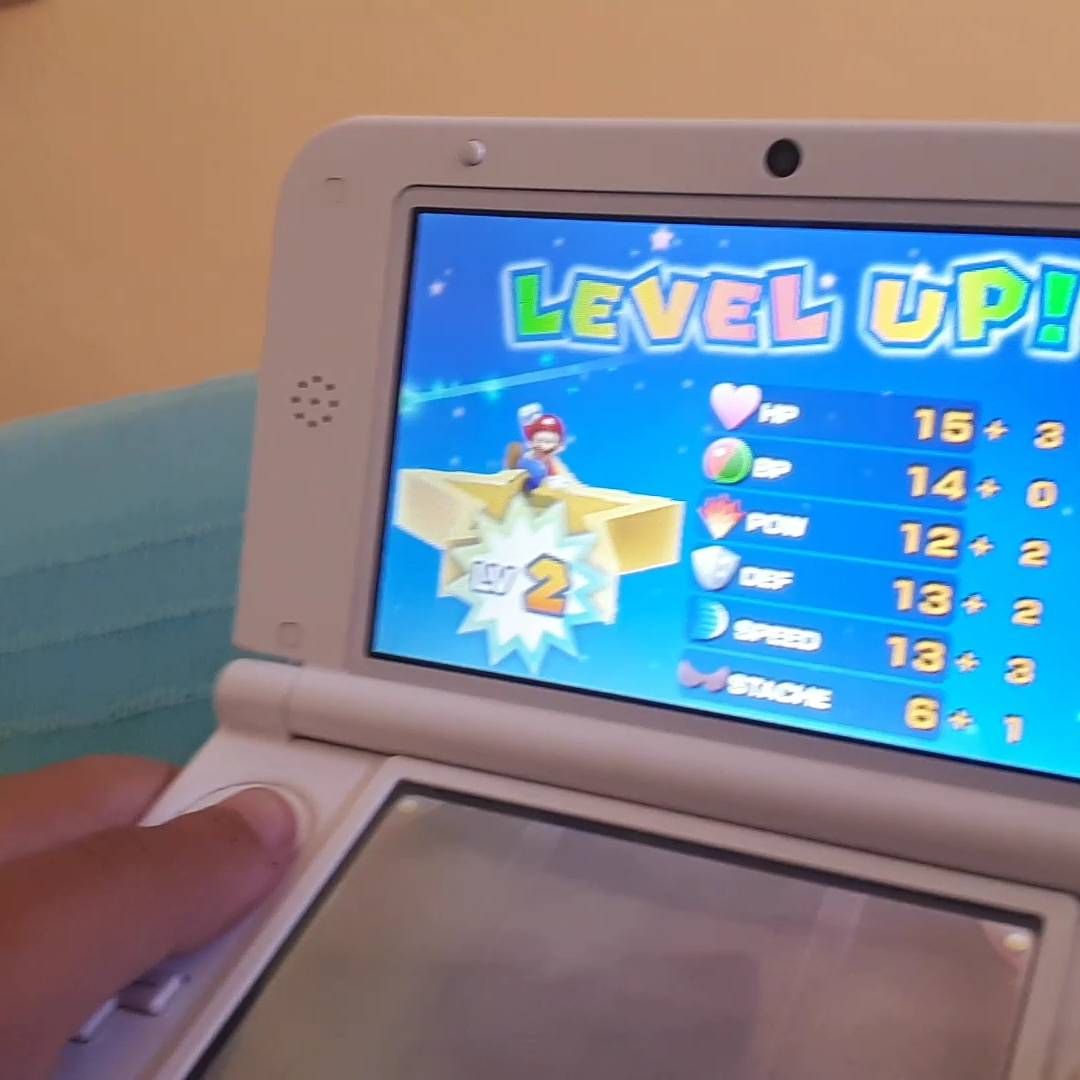 LEVEL UP!
HP 15 + 3
BP 14 + 0
POW 12 + 2
DEF 13 + 2
SPEED 13 + 3
STACHE 6 + 1
LV 2